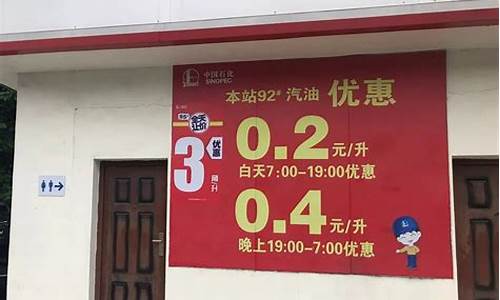 中国石化
SINOPEC
本站92# 汽油 优惠
全天
优惠
3
0.2元/升
白天7:00-19:00优惠
0.4元/升
晚上19:00-7:00优惠